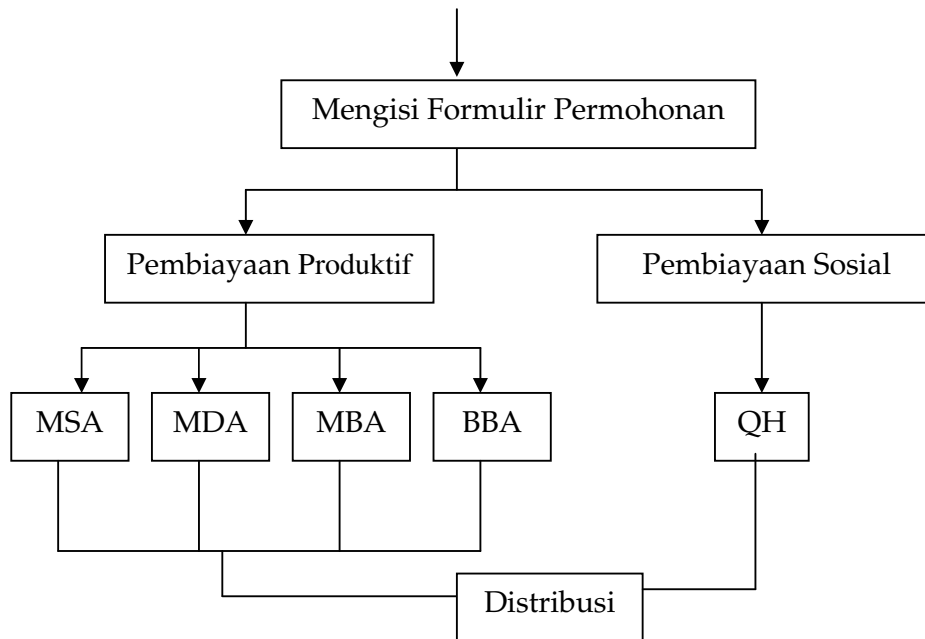 Mengisi Formulir Permohonan
Pembiayaan Produktif
Pembiayaan Sosial
MSA
MDA
MBA
BBA
QH
Distribusi